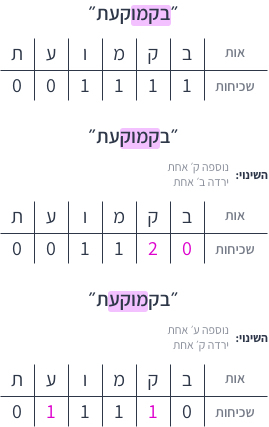 ״בקמוקעת״
אות ב ק מ ו ע ת
שכיחות 1 1 1 1 0 0
״בקמוקעת״
השינוי: נוספה ק׳ אחת
ירדה ב׳ אחת
אות ב ק מ ו ע ת
שכיחות 0 2 1 1 0 0
״בקמוקעת״
השינוי: נוספה ע׳ אחת
ירדה ק׳ אחת
אות ב ק מ ו ע ת
שכיחות 0 1 1 1 1 0